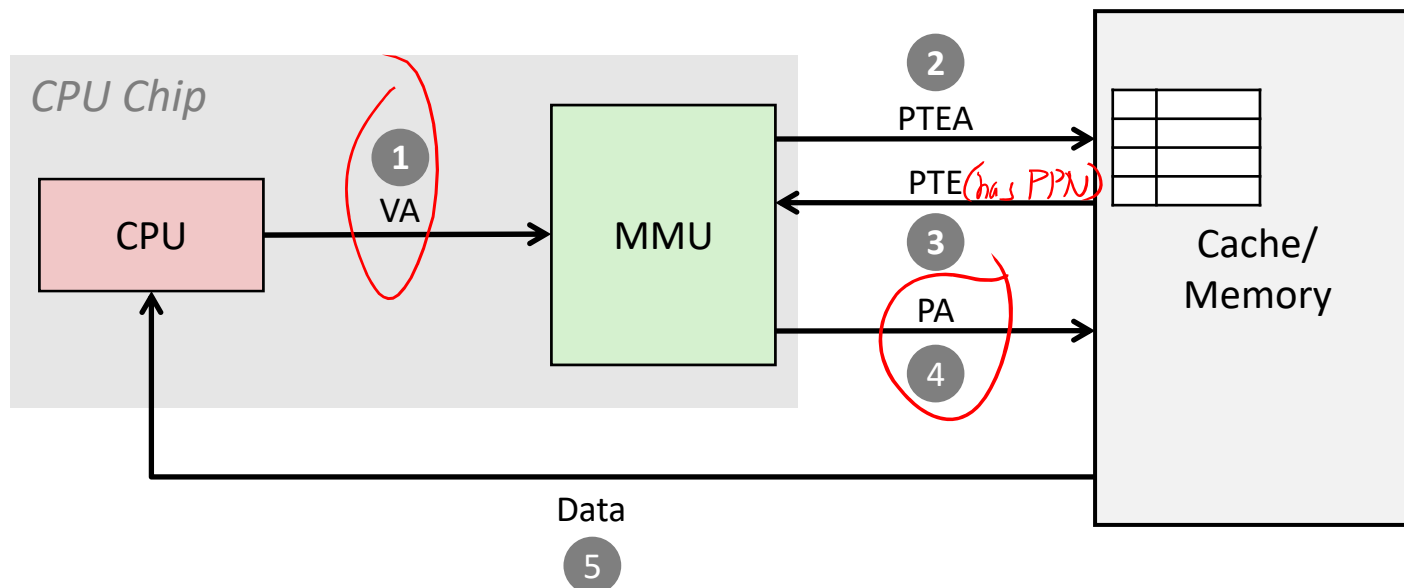 CPU Chip
2
PTEA
1
VA
PTE (has PPN)
CPU
MMU
3
Cache/
Memory
PA
4
Data
5